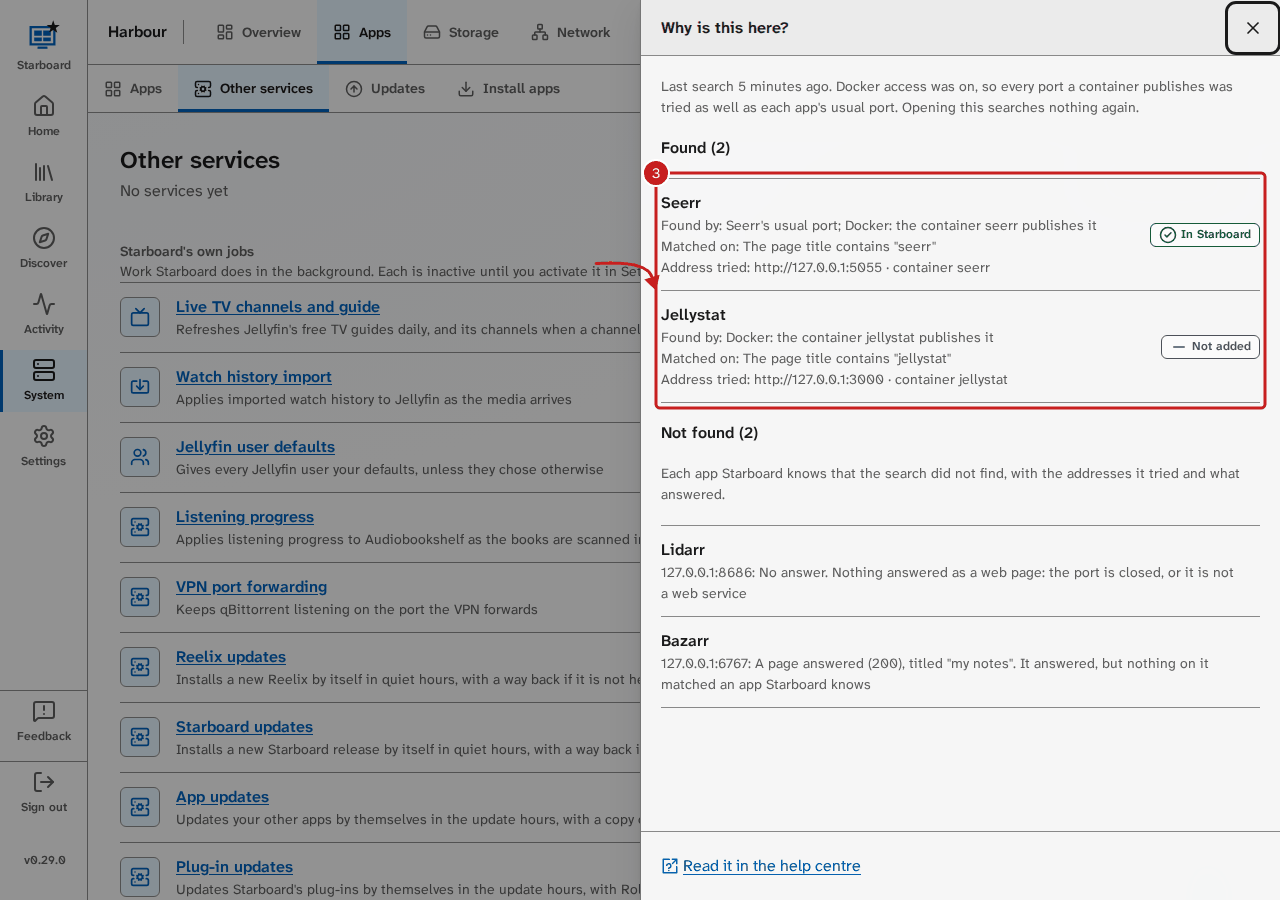 Starboard
Home
Library
Discover
Activity
System
Settings
Feedback
Sign out
v0.29.0
Harbour
Overview
Apps
Storage
Network
Apps
Other services
Updates
Install apps
Other services
No services yet
Starboard's own jobs
Work Starboard does in the background. Each is inactive until you activate it in Se
Live TV channels and guide
Refreshes Jellyfin's free TV guides daily, and its channels when a channel
Watch history import
Applies imported watch history to Jellyfin as the media arrives
Jellyfin user defaults
Gives every Jellyfin user your defaults, unless they chose otherwise
Listening progress
Applies listening progress to Audiobookshelf as the books are scanned i
VPN port forwarding
Keeps qBittorrent listening on the port the VPN forwards
Reelix updates
Installs a new Reelix by itself in quiet hours, with a way back if it is not he
Starboard updates
Installs a new Starboard release by itself in quiet hours, with a way back i
App updates
Updates your other apps by themselves in the update hours, with a copy
Plug-in updates
Updates Starboard's plug-ins by themselves in the update hours, with Rol
Why is this here?
Last search 5 minutes ago. Docker access was on, so every port a container publishes was
tried as well as each app's usual port. Opening this searches nothing again.
Found (2)
3
Seerr
Found by: Seerr's usual port; Docker: the container seerr publishes it
Matched on: The page title contains "seerr"
Address tried: http://127.0.0.1:5055 · container seerr
In Starboard
Jellystat
Found by: Docker: the container jellystat publishes it
Matched on: The page title contains "jellystat"
Address tried: http://127.0.0.1:3000 · container jellystat
Not added
Not found (2)
Each app Starboard knows that the search did not find, with the addresses it tried and what
answered.
Lidarr
127.0.0.1:8686: No answer. Nothing answered as a web page: the port is closed, or it is not
a web service
Bazarr
127.0.0.1:6767: A page answered (200), titled "my notes". It answered, but nothing on it
matched an app Starboard knows
Read it in the help centre